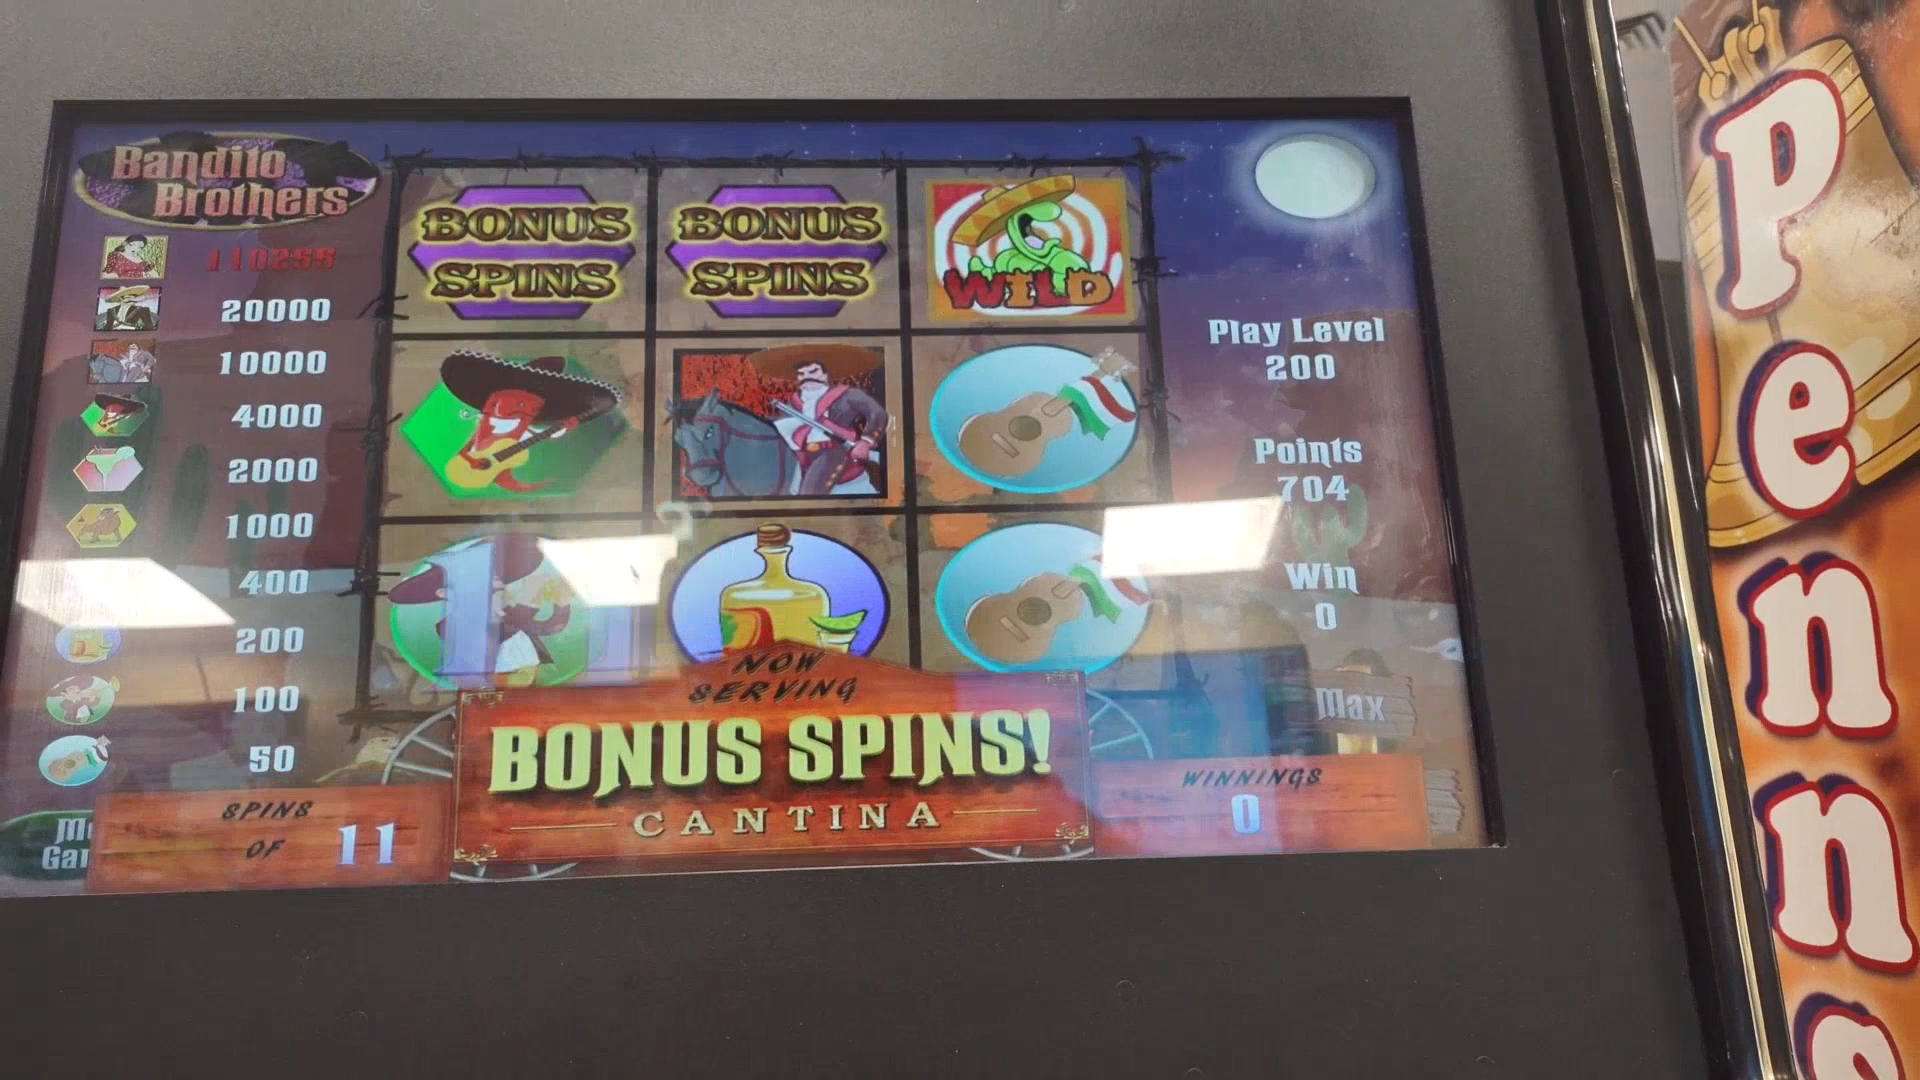 Bandito
Brothers
110255
20000
10000
4000
2000
1000
400
200
100
50
BONUS
SPINS
BONUS
SPINS
WILD
Play Level
200
Points
704
Win
0
Max
NOW
SERVING
BONUS SPINS!
CANTINA
SPINS
OF 11
WINNINGS
0
Penn